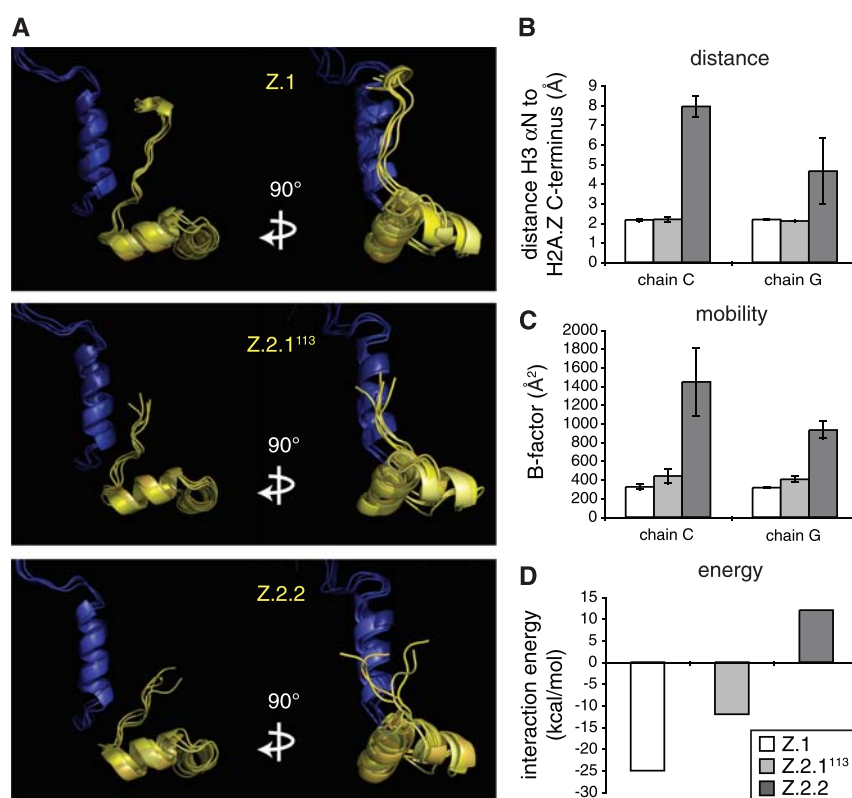 A
Z.1
90°
Z.2.1¹¹³
90°
Z.2.2
90°
B
distance
distance H3 αN to
H2A.Z C-terminus (Å)
9
8
7
6
5
4
3
2
1
0
chain C
chain G
C
mobility
B-factor (Å²)
2000
1800
1600
1400
1200
1000
800
600
400
200
0
chain C
chain G
D
energy
interaction energy
(kcal/mol)
15
10
5
0
-5
-10
-15
-20
-25
-30
Z.1
Z.2.1¹¹³
Z.2.2